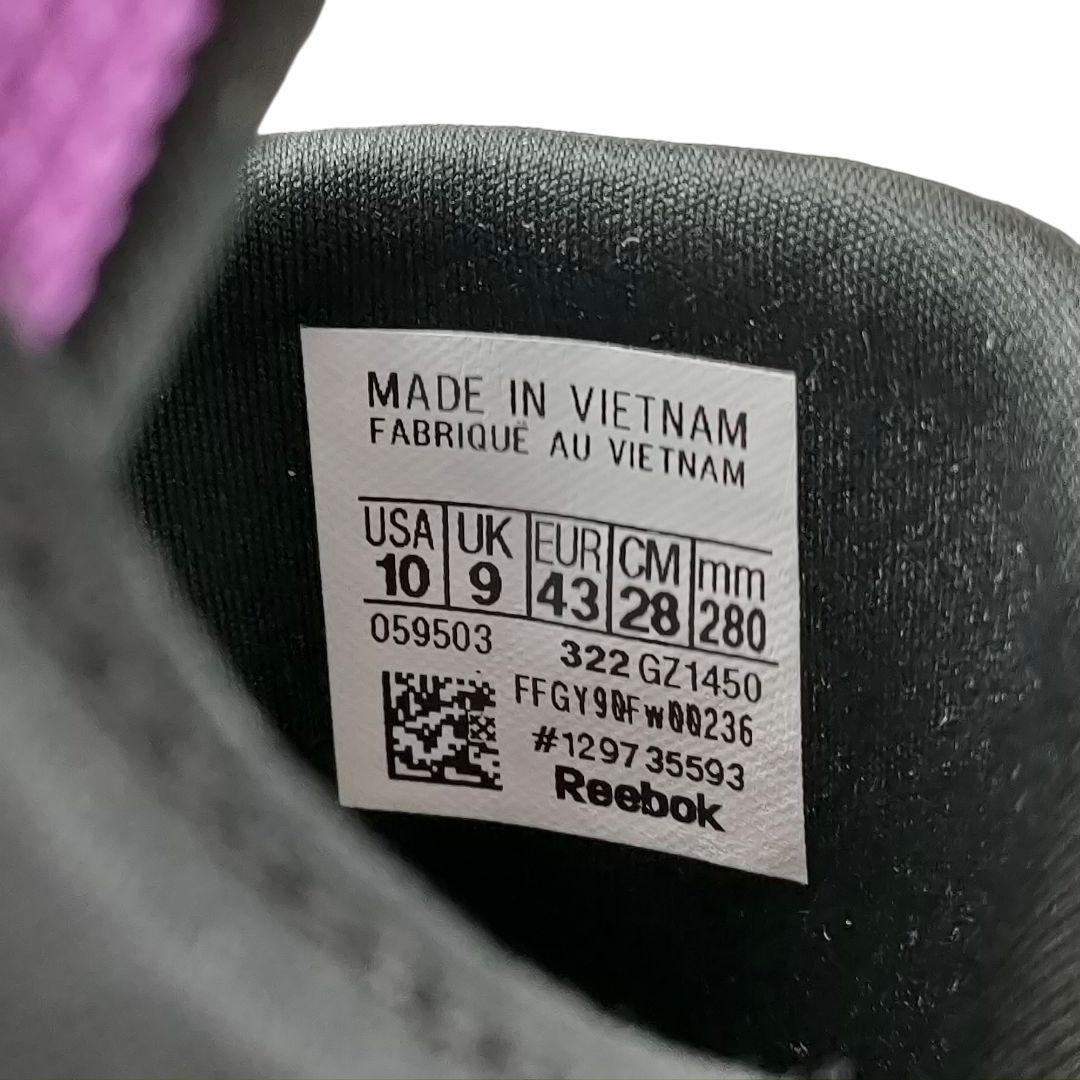 MADE IN VIETNAM
FABRIQUÉ AU VIETNAM
USA UK EUR CM mm
10 9 43 28 280
059503 322 GZ1450
FFGY90Fw00236
#129735593
Reebok